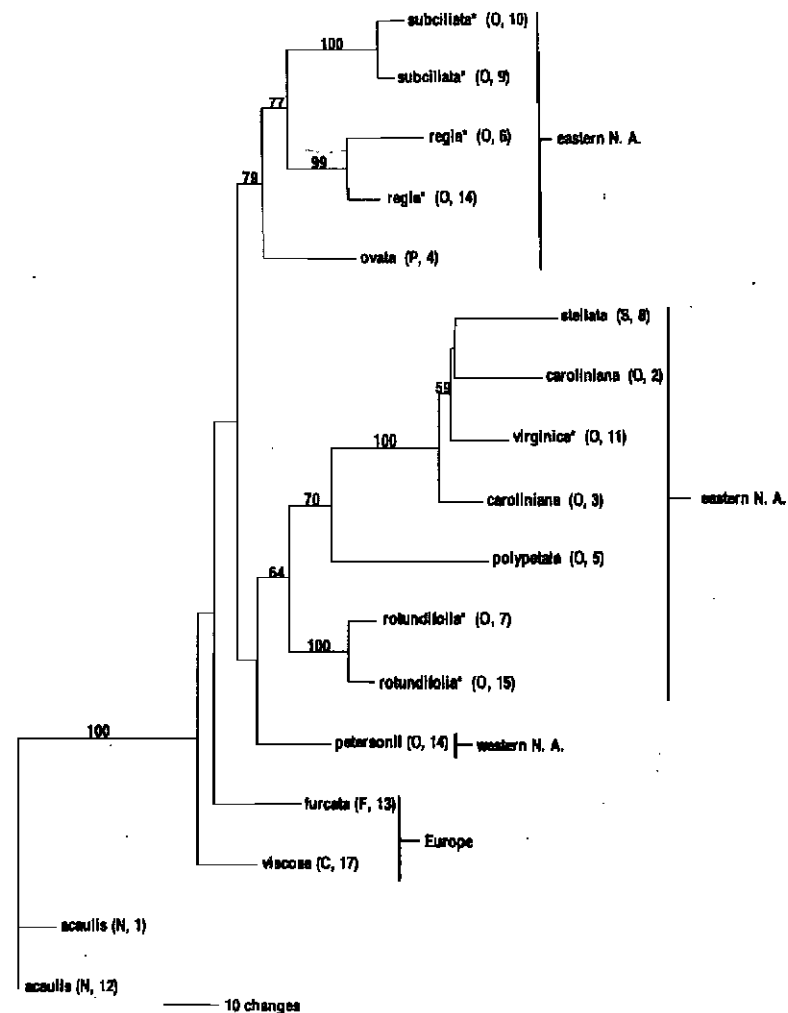 subciliata* (O, 10)
100
subciliata* (O, 9)
77
regia* (O, 6)
eastern N. A.
99
79
regia* (O, 14)
ovata (P, 4)
stellata (S, 8)
caroliniana (O, 2)
59
virginica* (O, 11)
100
caroliniana (O, 3)
eastern N. A.
70
polypetala (O, 5)
64
rotundifolia* (O, 7)
100
rotundifolia* (O, 15)
100
petersonii (O, 14)
western N. A.
furcata (F, 13)
Europe
viscosa (C, 17)
acaulis (N, 1)
acaulis (N, 12)
10 changes